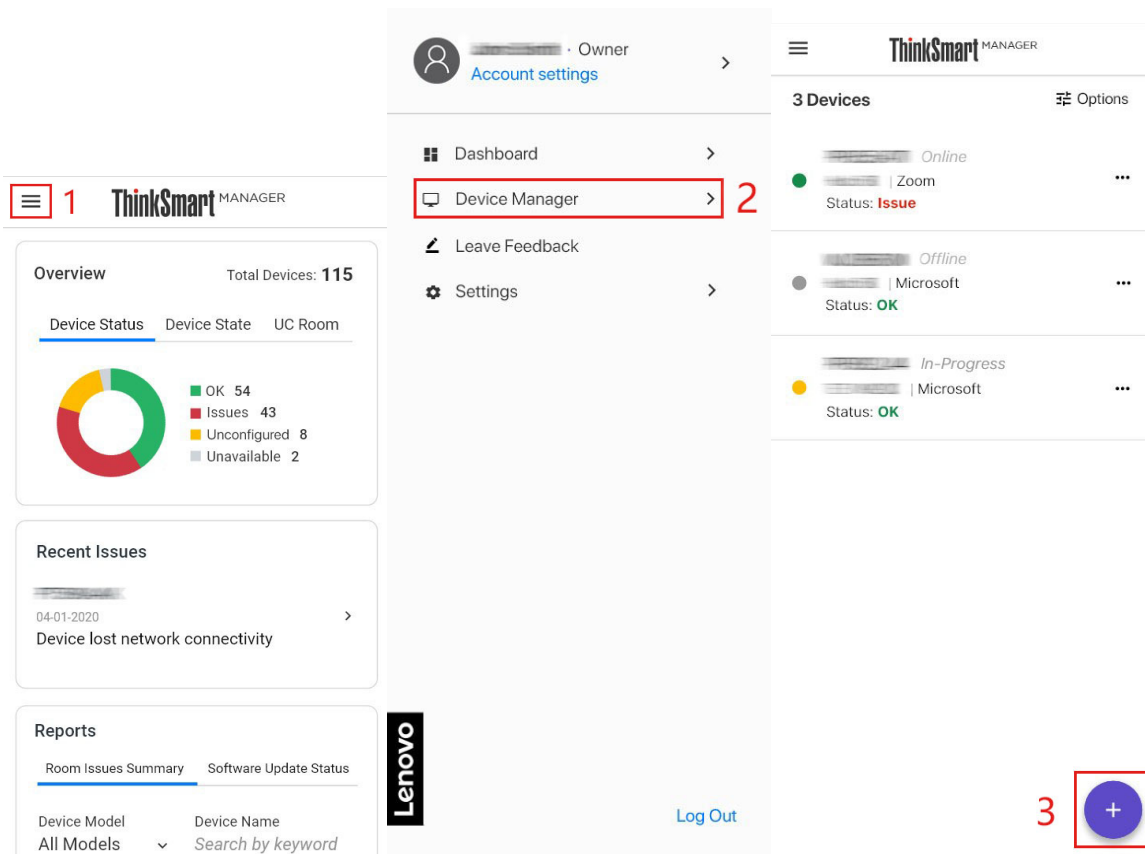 1
ThinkSmart MANAGER
Overview
Total Devices: 115
Device Status Device State UC Room
OK 54
Issues 43
Unconfigured 8
Unavailable 2
Recent Issues
04-01-2020
Device lost network connectivity
Reports
Room Issues Summary Software Update Status
Device Model Device Name
All Models Search by keyword
· Owner
Account settings
Dashboard
Device Manager
2
Leave Feedback
Settings
Lenovo
Log Out
ThinkSmart MANAGER
3 Devices
Options
Online
| Zoom
Status: Issue
Offline
| Microsoft
Status: OK
In-Progress
| Microsoft
Status: OK
3
+